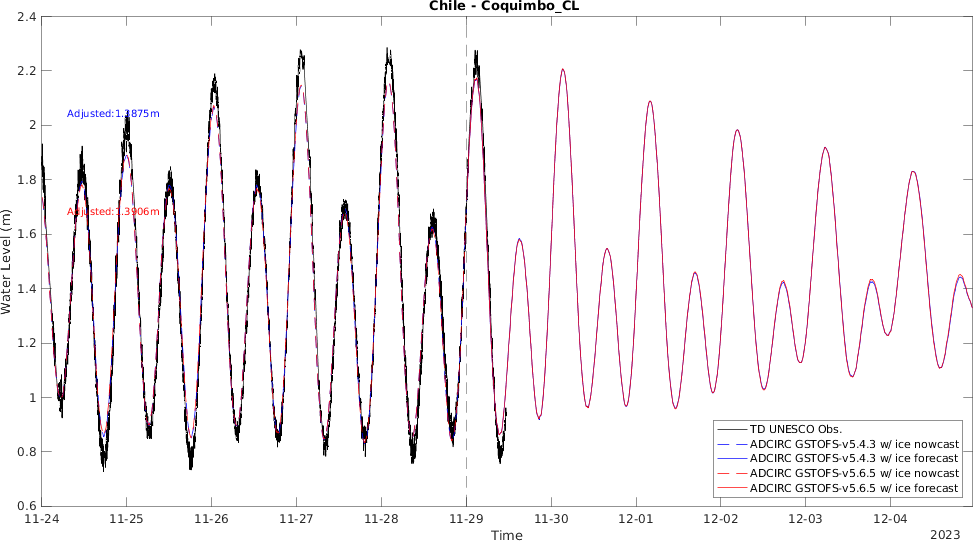 Chile - Coquimbo_CL
Water Level (m)
2.4
2.2
2
1.8
1.6
1.4
1.2
1
0.8
0.6
Adjusted:1.3875m
Adjusted:1.3906m
TD UNESCO Obs.
ADCIRC GSTOFS-v5.4.3 w/ ice nowcast
ADCIRC GSTOFS-v5.4.3 w/ ice forecast
ADCIRC GSTOFS-v5.6.5 w/ ice nowcast
ADCIRC GSTOFS-v5.6.5 w/ ice forecast
11-24 11-25 11-26 11-27 11-28 11-29 11-30 12-01 12-02 12-03 12-04
Time
2023